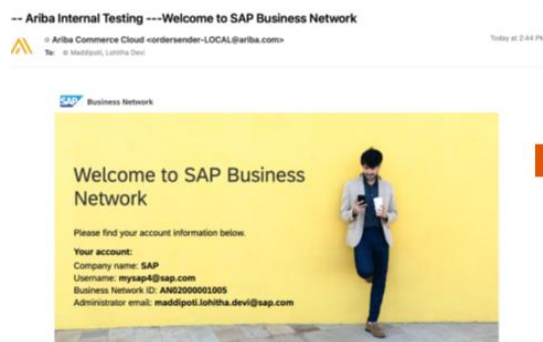 -- Ariba Internal Testing ---Welcome to SAP Business Network
Ariba Commerce Cloud <ordersender-LOCAL@ariba.com>
Today at 2:44 PM
To: Maddipoti, Lohitha Devi
SAP Business Network
Welcome to SAP Business
Network
Please find your account information below.
Your account:
Company name: SAP
Username: mysap4@sap.com
Business Network ID: AN02000001005
Administrator email: maddipoti.lohitha.devi@sap.com